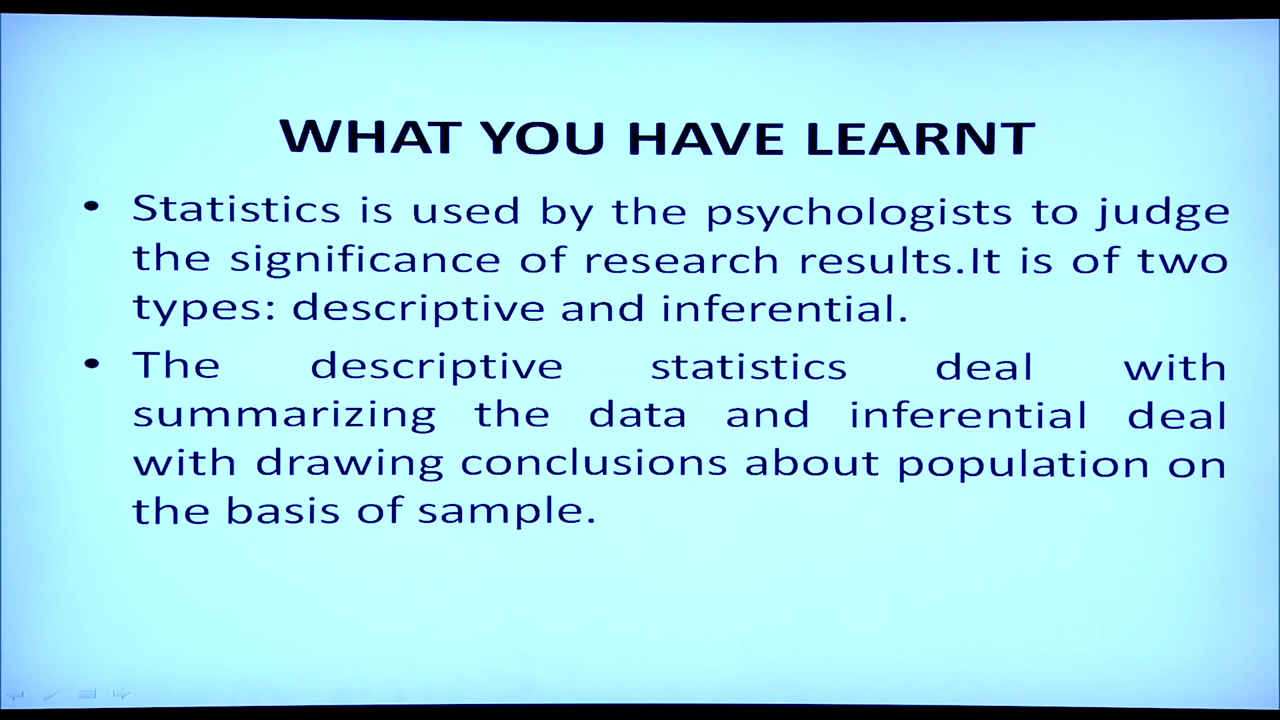 WHAT YOU HAVE LEARNT
• Statistics is used by the psychologists to judge
the significance of research results.It is of two
types: descriptive and inferential.
• The descriptive statistics deal with
summarizing the data and inferential deal
with drawing conclusions about population on
the basis of sample.